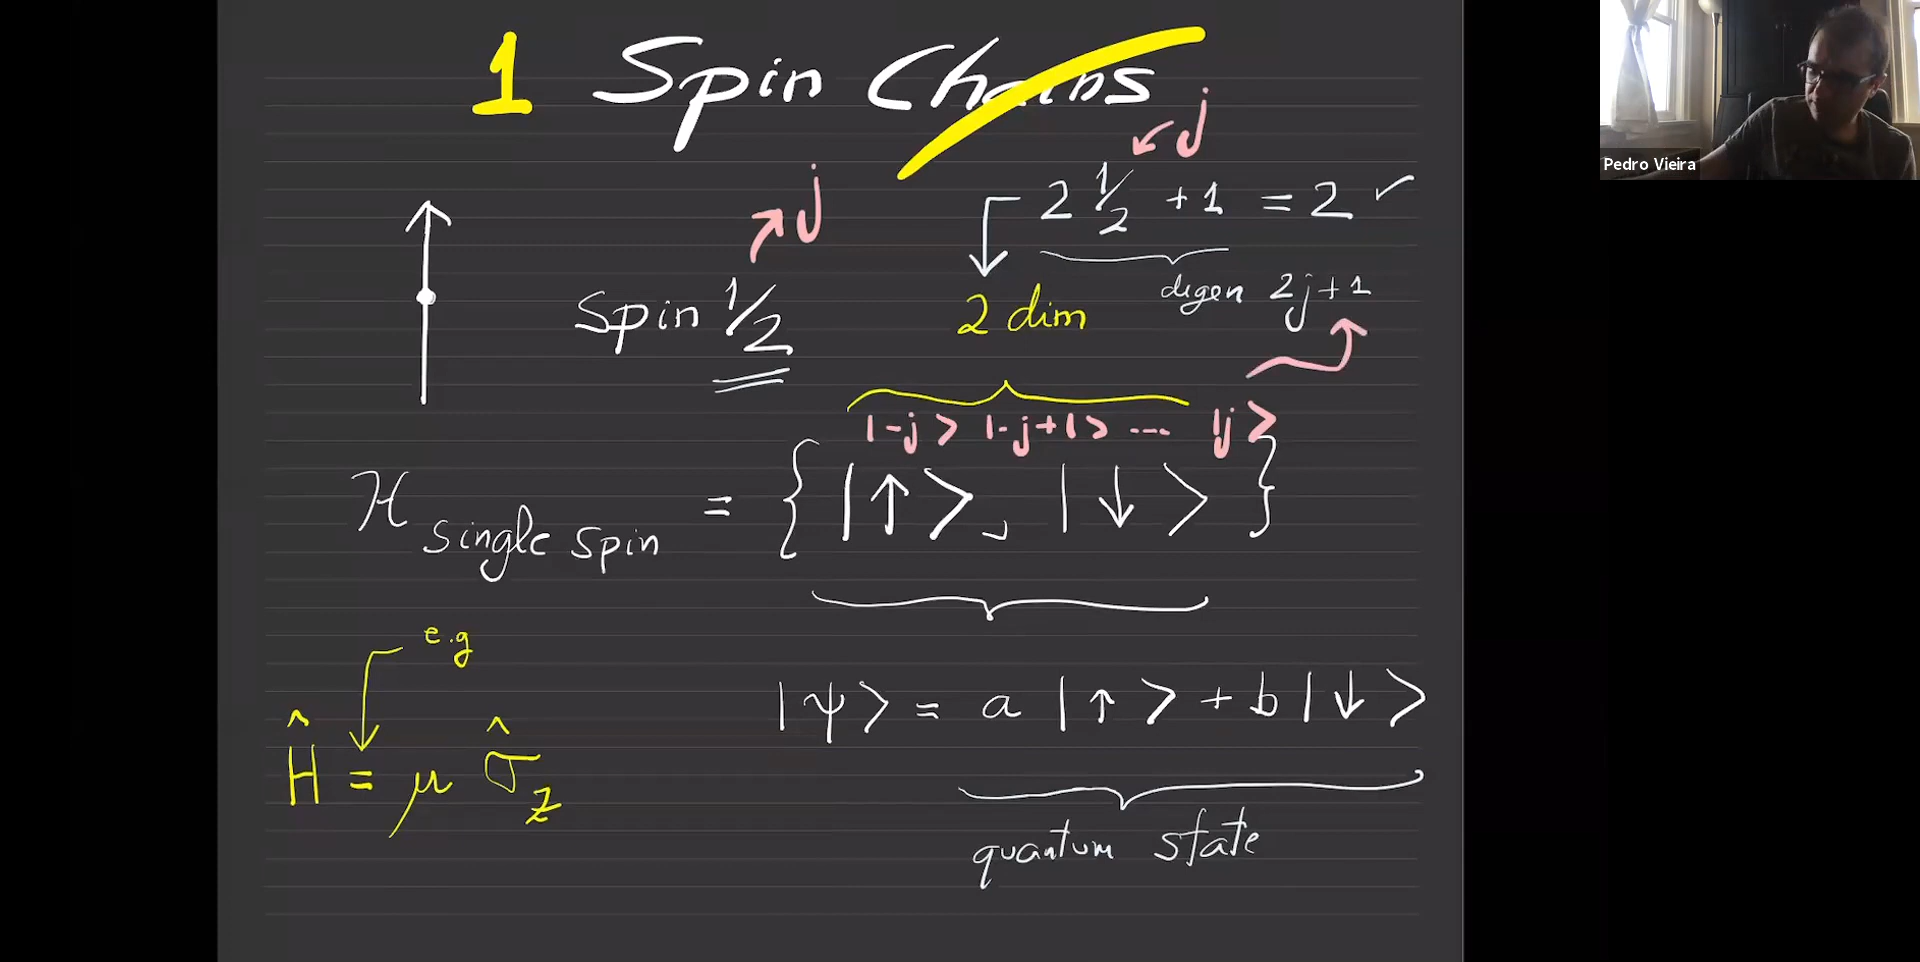 1 Spin Chains
j
j
2 1/2 + 1 = 2 ✓
Spin 1/2
2 dim
degen 2j+1
|-j> |-j+1> ... |j>
H single spin = { |↑>, |↓> }
e.g
|ψ> = a |↑> + b |↓>
Ĥ = μ σ̂z
quantum state
Pedro Vieira